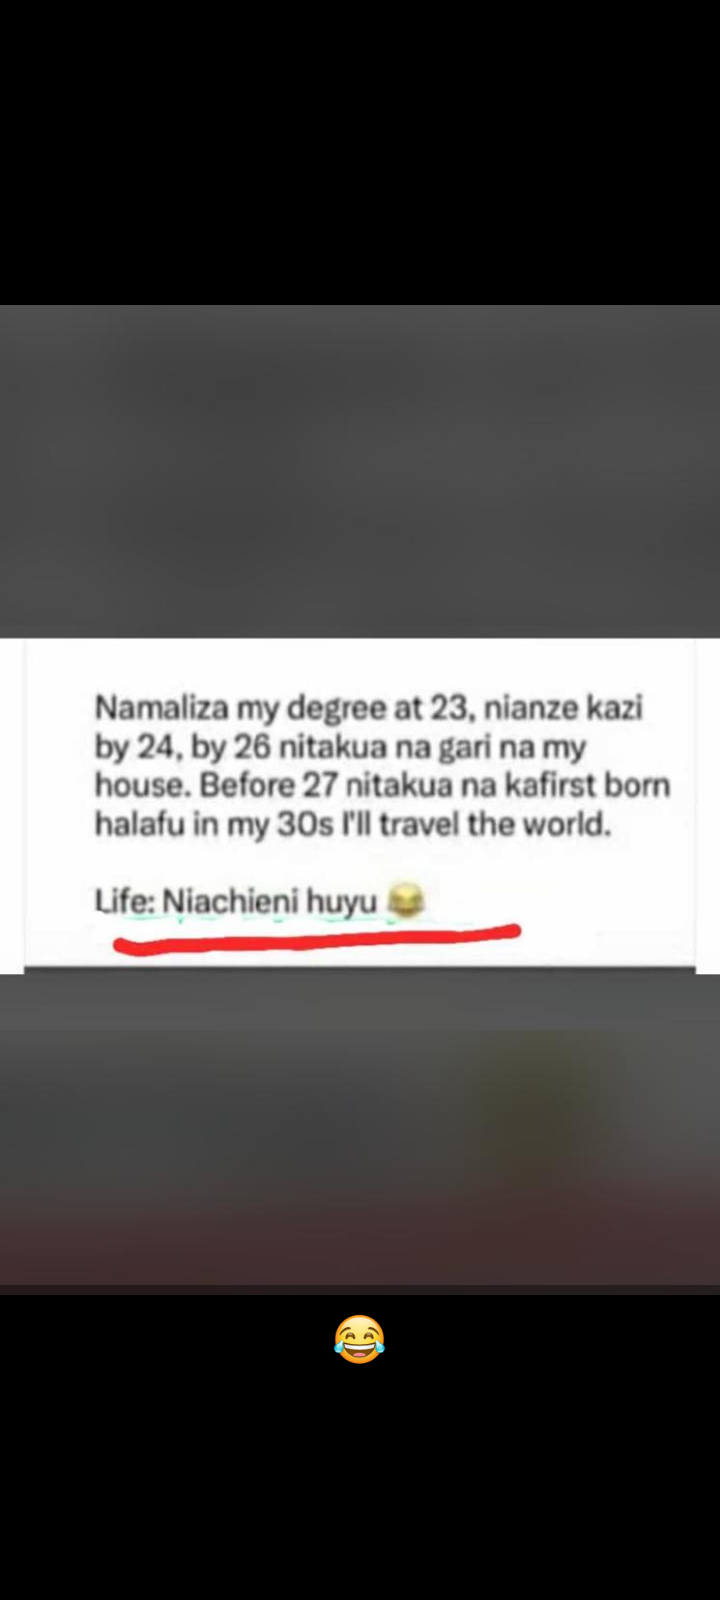 Namaliza my degree at 23, nianze kazi
by 24, by 26 nitakua na gari na my
house. Before 27 nitakua na kafirst born
halafu in my 30s I'll travel the world.
Life: Niachieni huyu 😂
😂